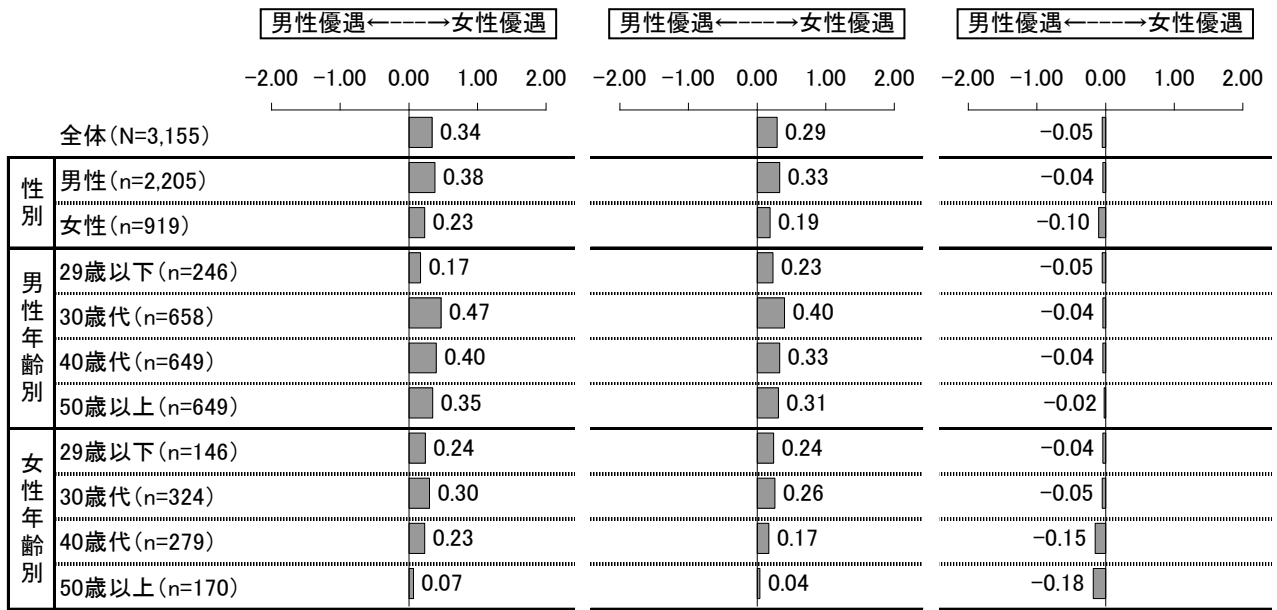 男性優遇←---→女性優遇 男性優遇←---→女性優遇 男性優遇←---→女性優遇
-2.00 -1.00 0.00 1.00 2.00 -2.00 -1.00 0.00 1.00 2.00 -2.00 -1.00 0.00 1.00 2.00
全体(N=3,155) 0.34 0.29 -0.05
性別
男性(n=2,205) 0.38 0.33 -0.04
女性(n=919) 0.23 0.19 -0.10
男性年齢別
29歳以下(n=246) 0.17 0.23 -0.05
30歳代(n=658) 0.47 0.40 -0.04
40歳代(n=649) 0.40 0.33 -0.04
50歳以上(n=649) 0.35 0.31 -0.02
女性年齢別
29歳以下(n=146) 0.24 0.24 -0.04
30歳代(n=324) 0.30 0.26 -0.05
40歳代(n=279) 0.23 0.17 -0.15
50歳以上(n=170) 0.07 0.04 -0.18